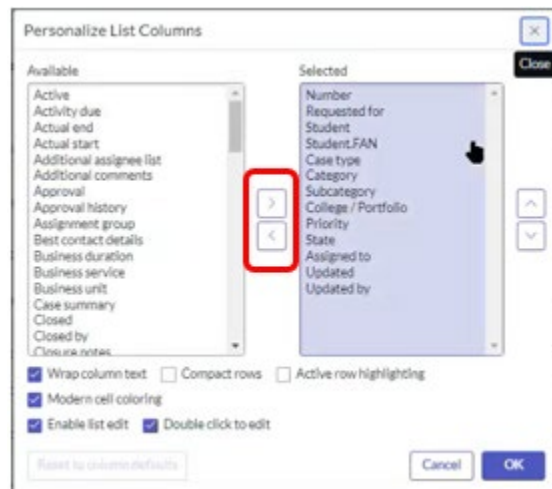 Personalize List Columns
Close
Available
Active
Activity due
Actual end
Actual start
Additional assignee list
Additional comments
Approval
Approval history
Assignment group
Best contact details
Business duration
Business service
Business unit
Case summary
Closed
Closed by
Closure notes
Selected
Number
Requested for
Student
Student.FAN
Case type
Category
Subcategory
College / Portfolio
Priority
State
Assigned to
Updated
Updated by
Wrap column text Compact rows Active row highlighting
Modern cell coloring
Enable list edit Double click to edit
Reset to column defaults Cancel OK